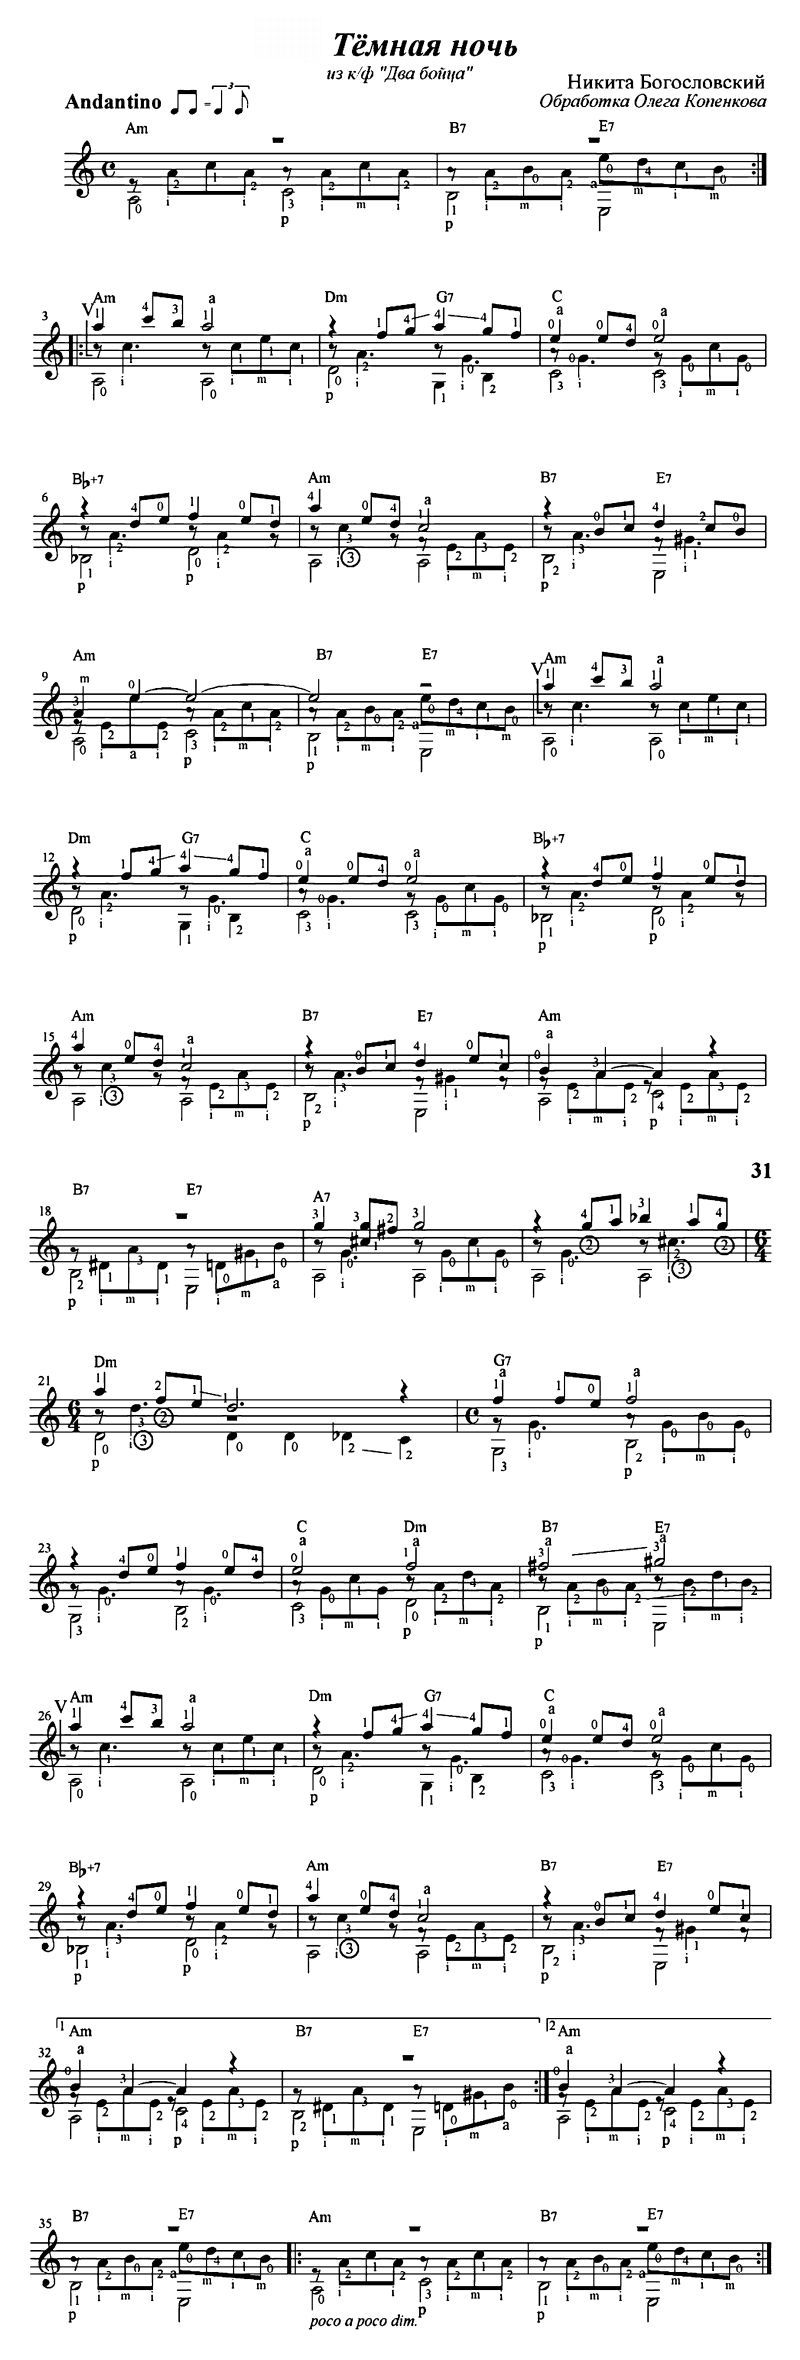 Тёмная ночь
из к/ф "Два бойца"
Никита Богословский
Andantino = 3
Обработка Олега Копенкова
Am B7 E7
3 V Am a Dm G7 C a a
6 B♭+7 Am a B7 E7
9 Am m B7 E7 V Am a
12 Dm G7 C a a B♭+7
15 Am a B7 E7 Am a
31
18 B7 E7 A7
21 Dm G7 a a
23 C a Dm a B7 a E7 a
26 V Am a Dm G7 C a a
29 B♭+7 Am a B7 E7
32 1 Am a B7 E7 2 Am a
35 B7 E7 Am B7 E7
poco a poco dim.